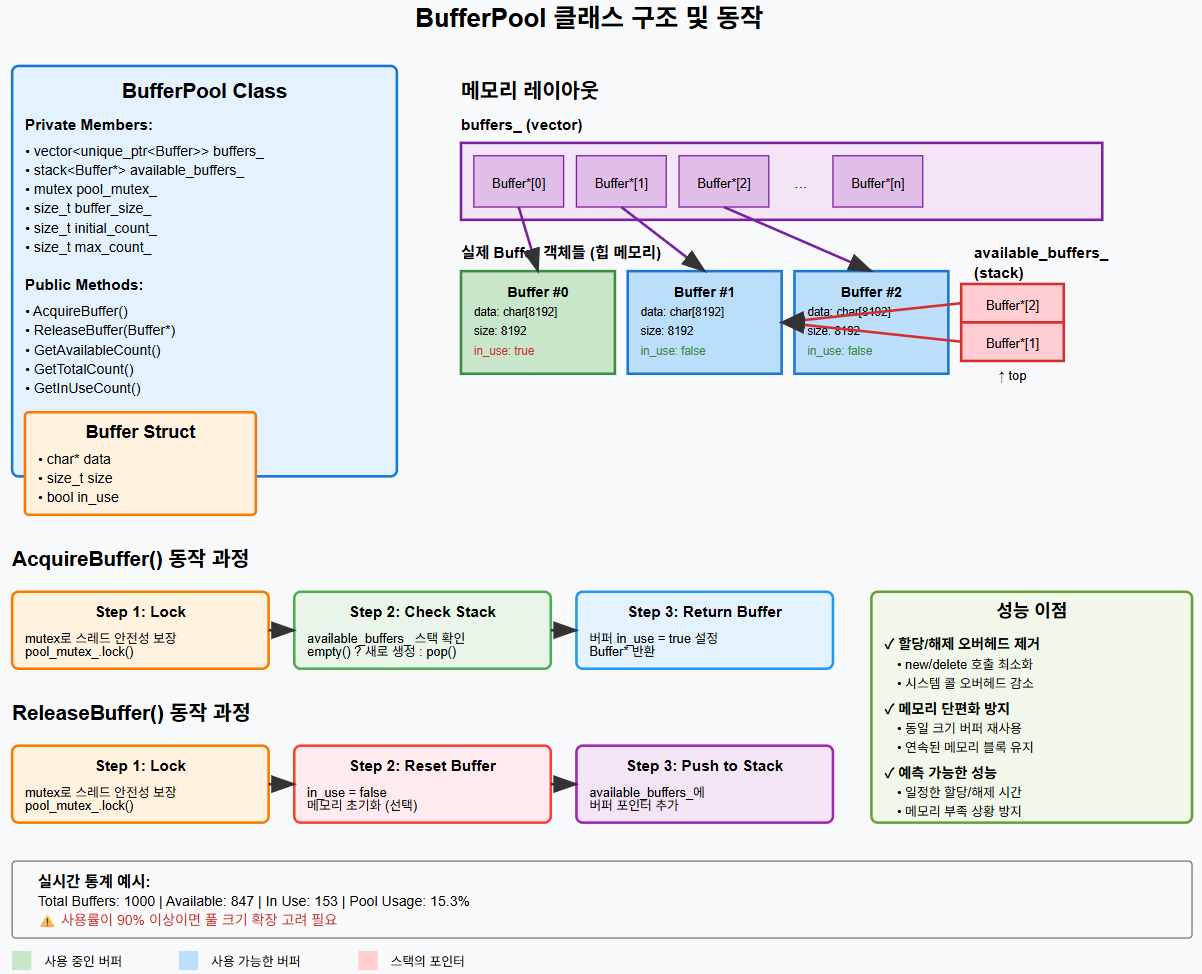 BufferPool 클래스 구조 및 동작
BufferPool Class
Private Members:
• vector<unique_ptr<Buffer>> buffers_
• stack<Buffer*> available_buffers_
• mutex pool_mutex_
• size_t buffer_size_
• size_t initial_count_
• size_t max_count_
Public Methods:
• AcquireBuffer()
• ReleaseBuffer(Buffer*)
• GetAvailableCount()
• GetTotalCount()
• GetInUseCount()
Buffer Struct
• char* data
• size_t size
• bool in_use
메모리 레이아웃
buffers_ (vector)
Buffer*[0]
Buffer*[1]
Buffer*[2]
...
Buffer*[n]
실제 Buffer 객체들 (힙 메모리)
Buffer #0
data: char[8192]
size: 8192
in_use: true
Buffer #1
data: char[8192]
size: 8192
in_use: false
Buffer #2
data: char[8192]
size: 8192
in_use: false
available_buffers_
(stack)
Buffer*[2]
Buffer*[1]
↑ top
AcquireBuffer() 동작 과정
Step 1: Lock
mutex로 스레드 안전성 보장
pool_mutex_.lock()
Step 2: Check Stack
available_buffers_ 스택 확인
empty() ? 새로 생성 : pop()
Step 3: Return Buffer
버퍼 in_use = true 설정
Buffer* 반환
ReleaseBuffer() 동작 과정
Step 1: Lock
mutex로 스레드 안전성 보장
pool_mutex_.lock()
Step 2: Reset Buffer
in_use = false
메모리 초기화 (선택)
Step 3: Push to Stack
available_buffers_에
버퍼 포인터 추가
성능 이점
✓ 할당/해제 오버헤드 제거
• new/delete 호출 최소화
• 시스템 콜 오버헤드 감소
✓ 메모리 단편화 방지
• 동일 크기 버퍼 재사용
• 연속된 메모리 블록 유지
✓ 예측 가능한 성능
• 일정한 할당/해제 시간
• 메모리 부족 상황 방지
실시간 통계 예시:
Total Buffers: 1000 | Available: 847 | In Use: 153 | Pool Usage: 15.3%
⚠ 사용률이 90% 이상이면 풀 크기 확장 고려 필요
사용 중인 버퍼
사용 가능한 버퍼
스택의 포인터